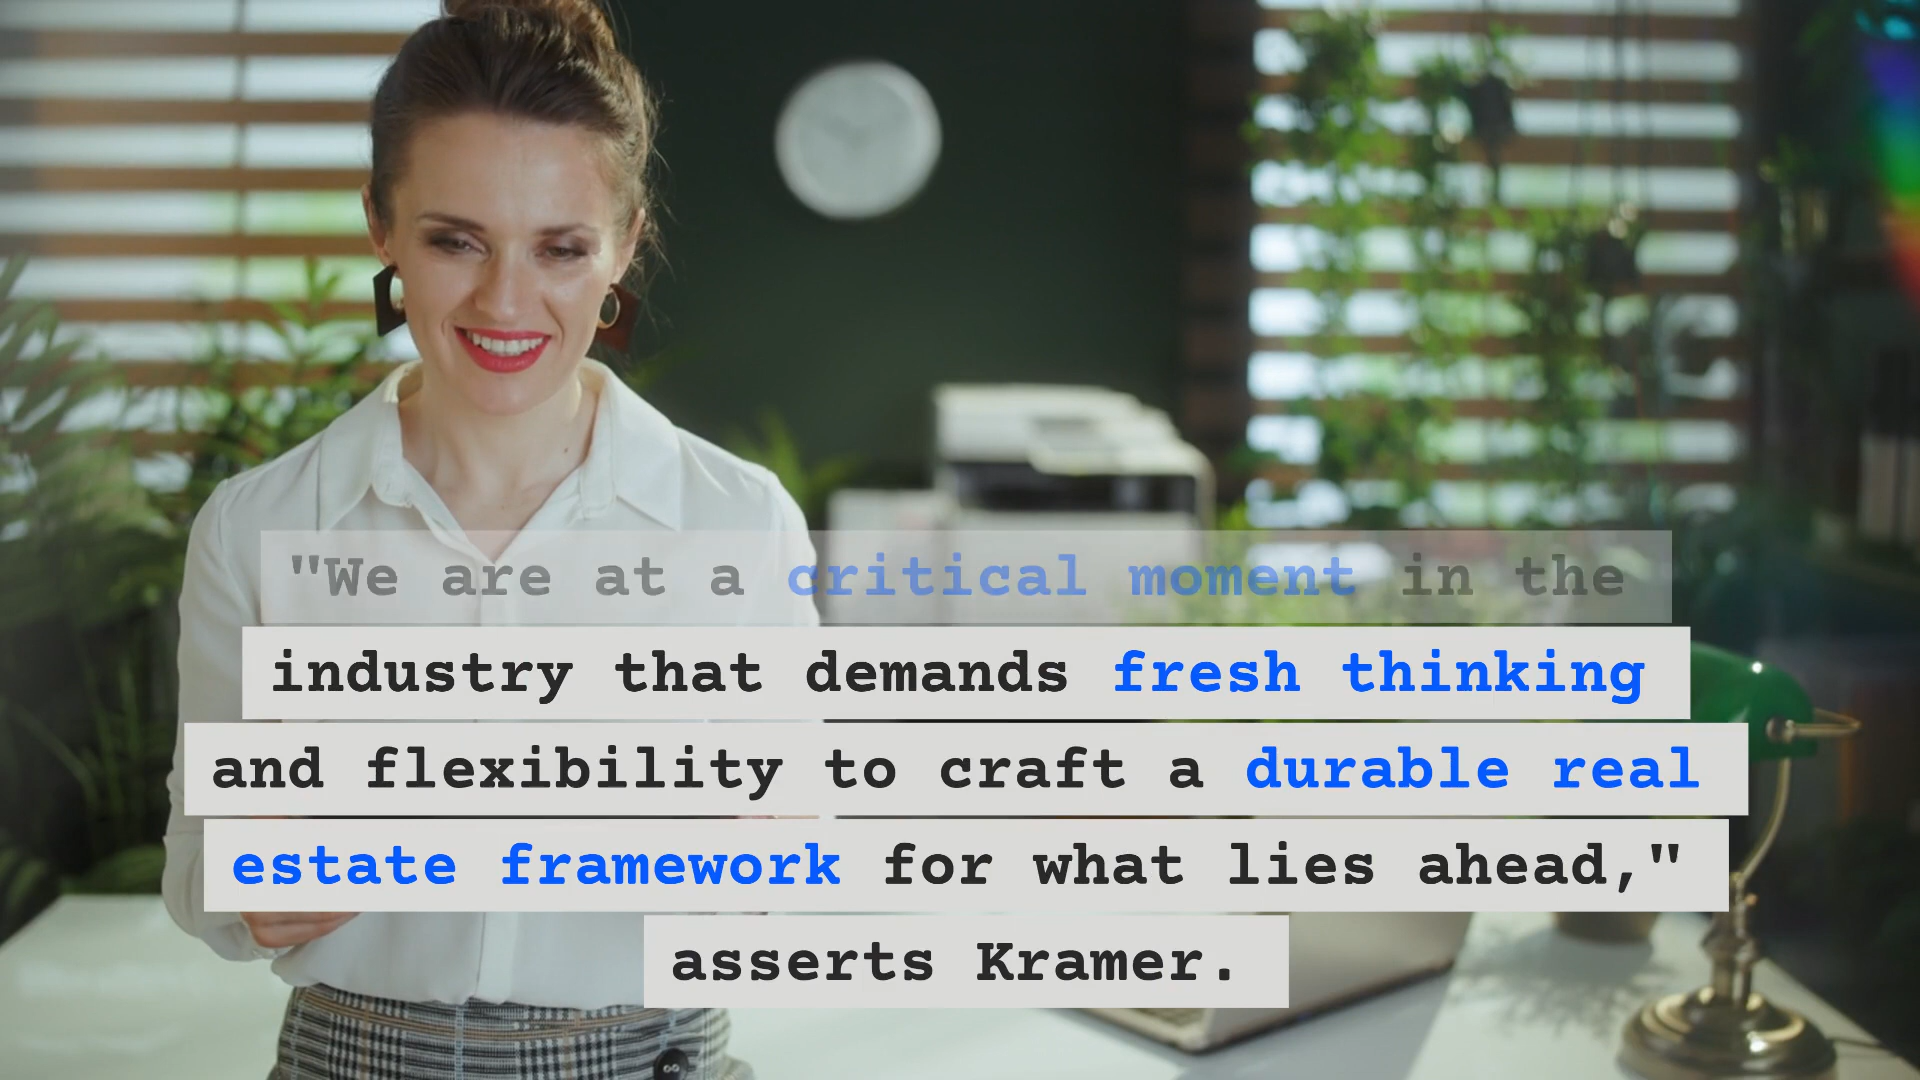 "We are at a critical moment in the
industry that demands fresh thinking
and flexibility to craft a durable real
estate framework for what lies ahead,"
asserts Kramer.